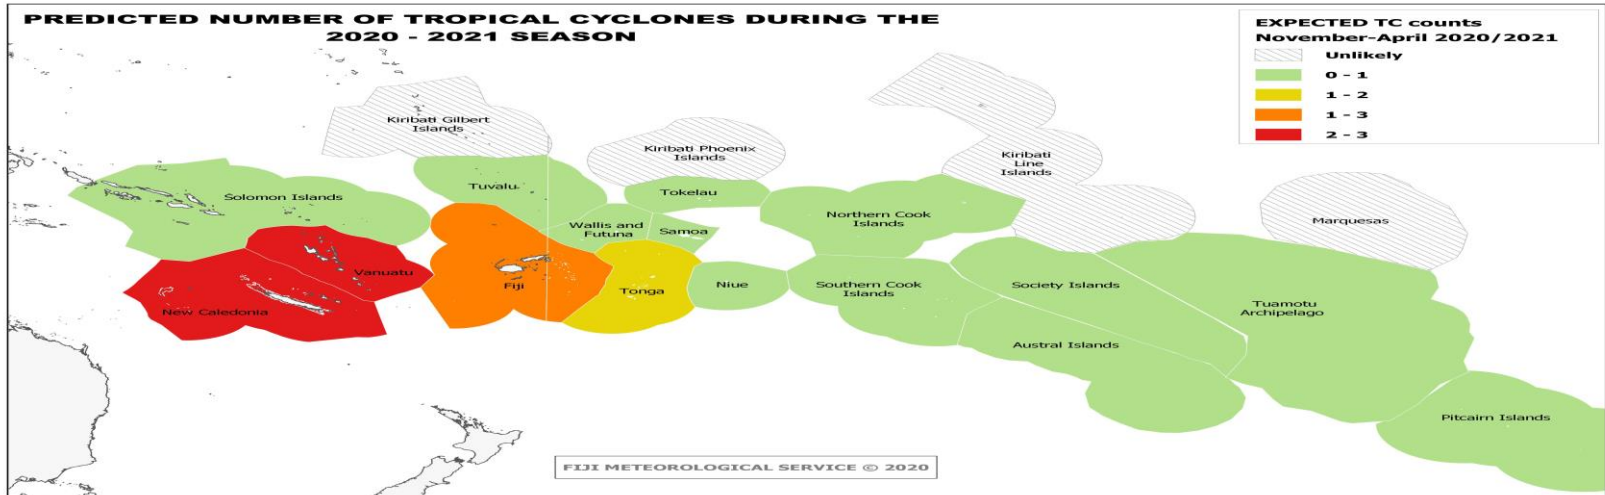 PREDICTED NUMBER OF TROPICAL CYCLONES DURING THE
2020 - 2021 SEASON
EXPECTED TC counts
November-April 2020/2021
Unlikely
0 - 1
1 - 2
1 - 3
2 - 3
Kiribati Gilbert
Islands
Kiribati Phoenix
Islands
Kiribati
Line
Islands
Marquesas
Solomon Islands
Tuvalu
Tokelau
Wallis and
Futuna
Samoa
Northern Cook
Islands
Vanuatu
New Caledonia
Fiji
Tonga
Niue
Southern Cook
Islands
Society Islands
Tuamotu
Archipelago
Austral Islands
Pitcairn Islands
FIJI METEOROLOGICAL SERVICE © 2020